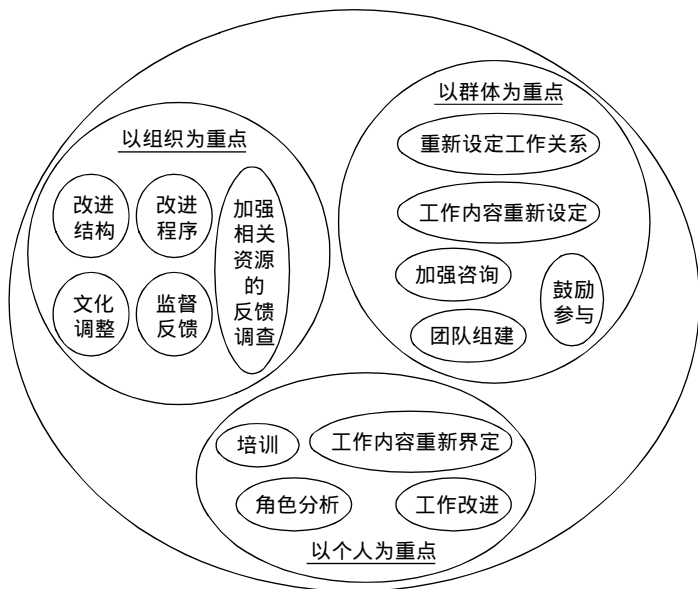 以组织为重点
改进
结构
改进
程序
加强
相关
资源
的
反馈
调查
文化
调整
监督
反馈
以群体为重点
重新设定工作关系
工作内容重新设定
加强咨询
鼓励
参与
团队组建
培训
工作内容重新界定
角色分析
工作改进
以个人为重点